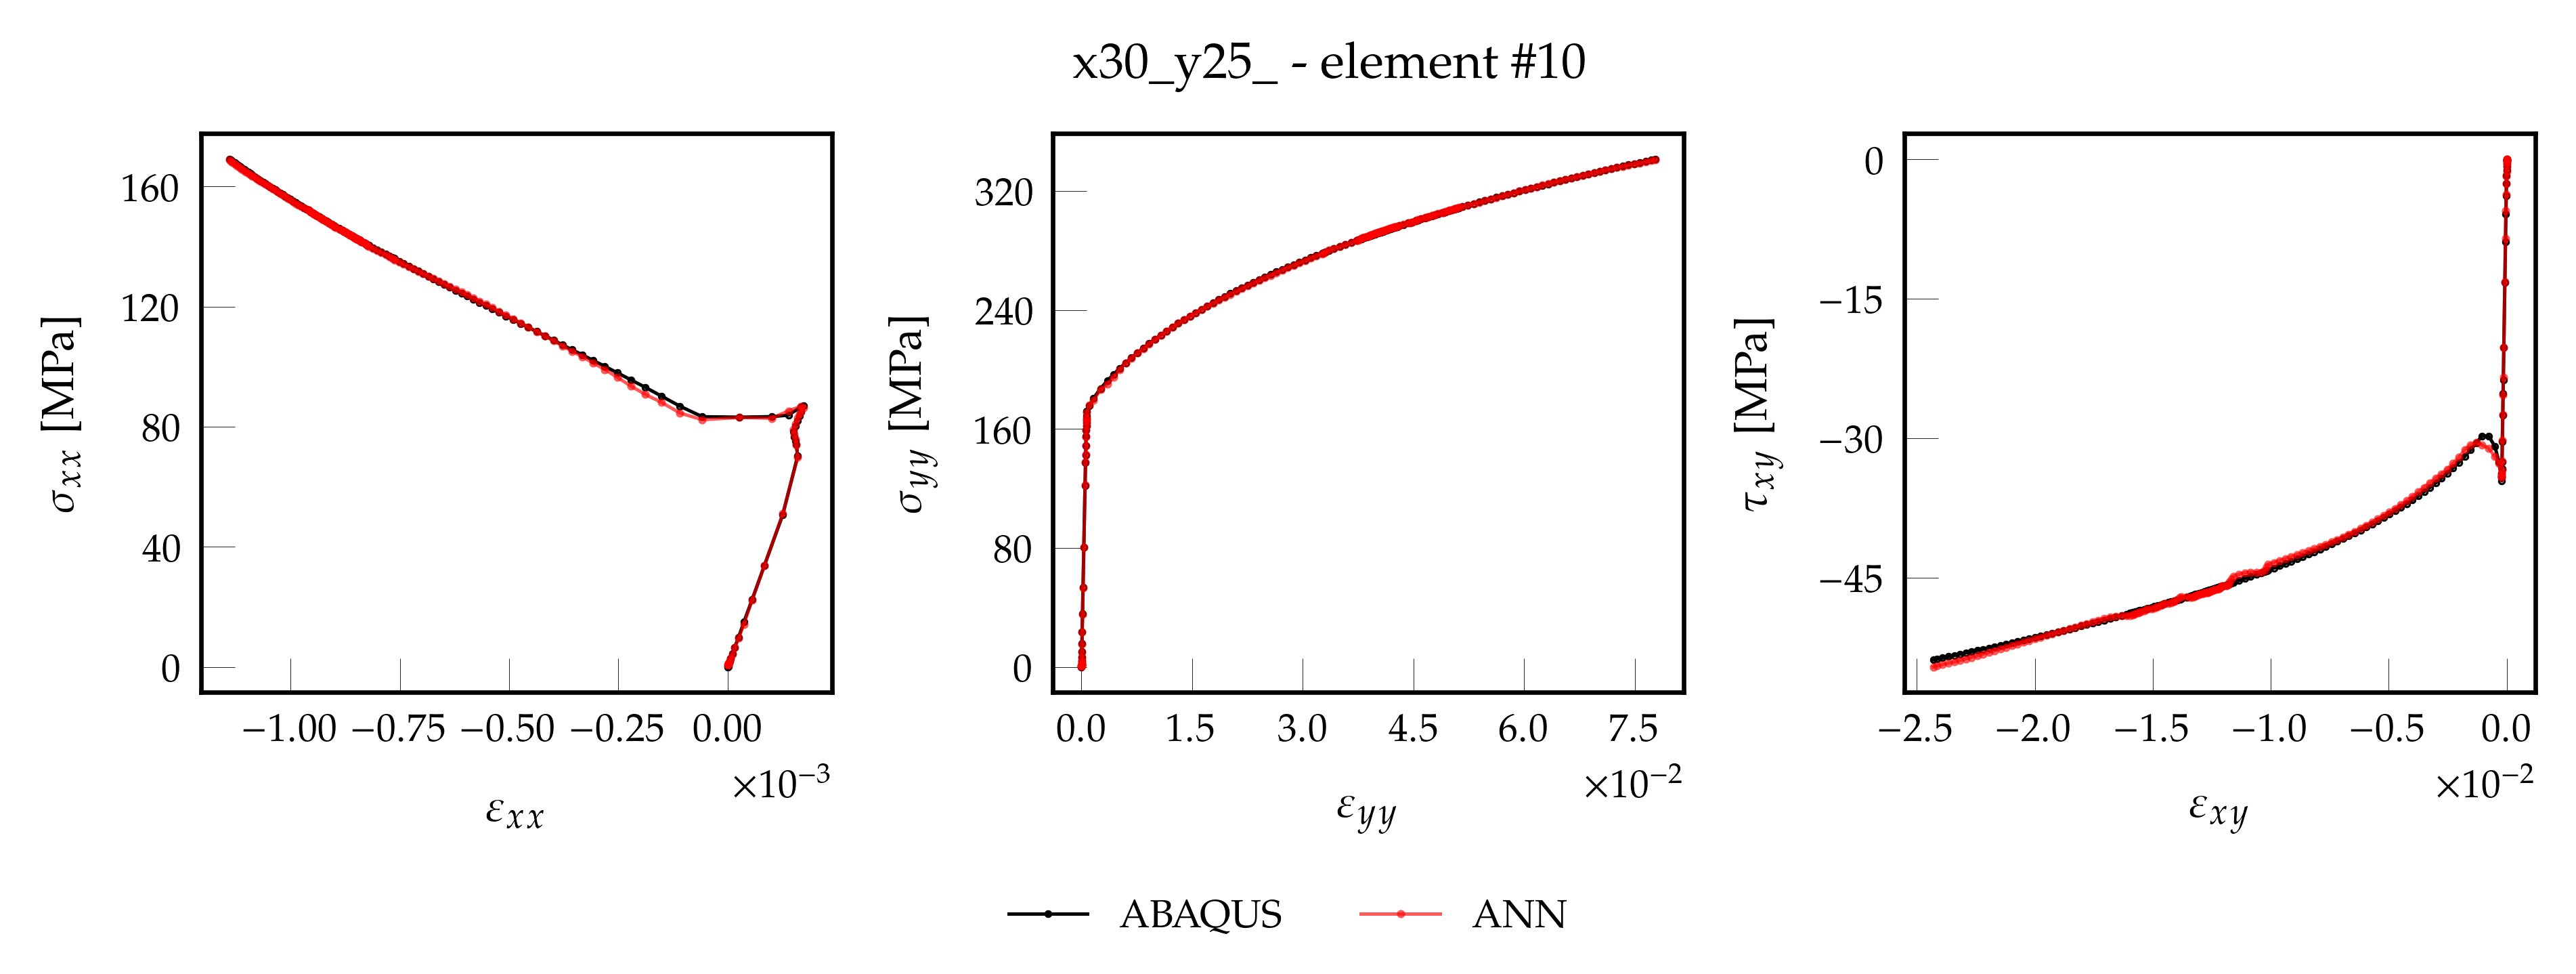 x30_y25_ - element #10
σxx [MPa]
160
120
80
40
0
−1.00 −0.75 −0.50 −0.25 0.00
×10−3
εxx
σyy [MPa]
320
240
160
80
0
0.0 1.5 3.0 4.5 6.0 7.5
×10−2
εyy
τxy [MPa]
0
−15
−30
−45
−2.5 −2.0 −1.5 −1.0 −0.5 0.0
×10−2
εxy
ABAQUS ANN